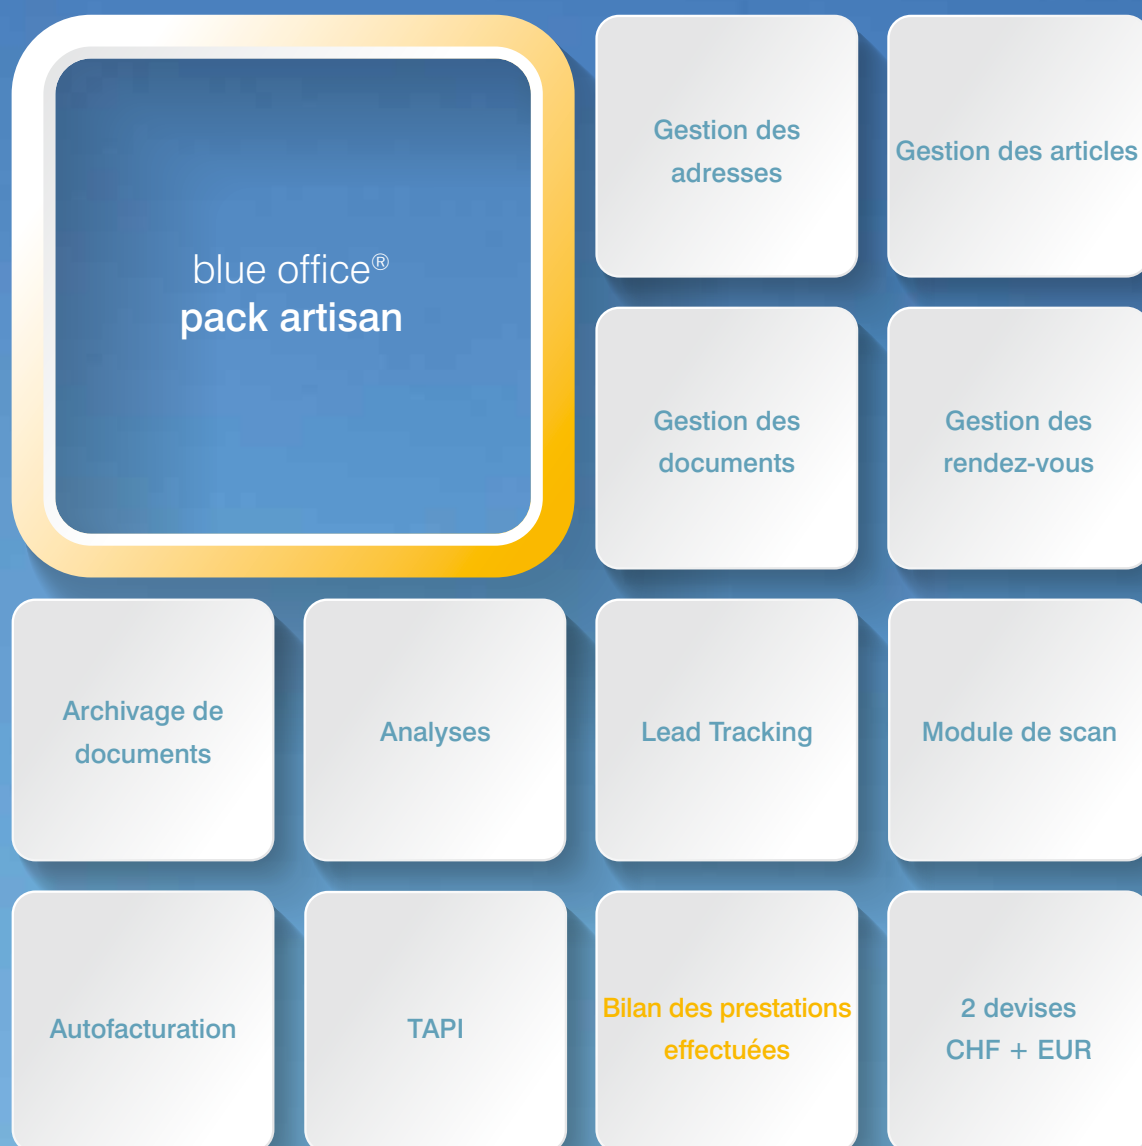 blue office®
pack artisan
Gestion des
adresses
Gestion des articles
Gestion des
documents
Gestion des
rendez-vous
Archivage de
documents
Analyses
Lead Tracking
Module de scan
Autofacturation
TAPI
Bilan des prestations
effectuées
2 devises
CHF + EUR